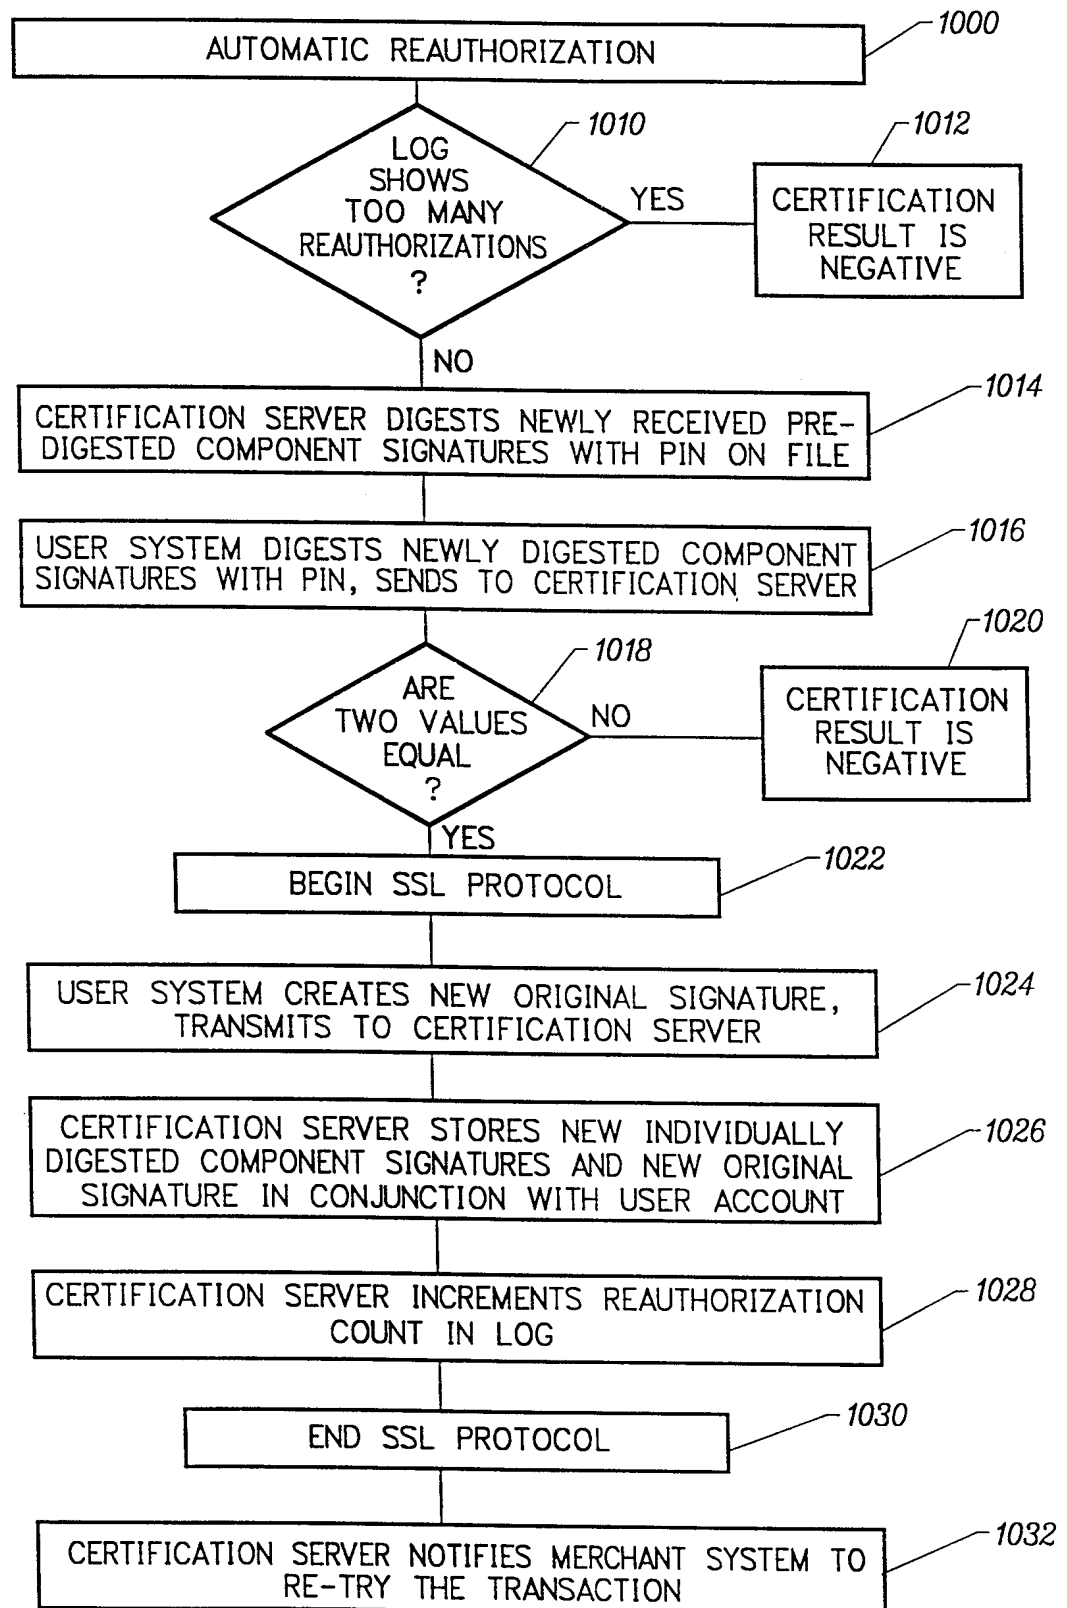 1000
AUTOMATIC REAUTHORIZATION
1010
LOG
SHOWS
TOO MANY
REAUTHORIZATIONS
?
YES
1012
CERTIFICATION
RESULT IS
NEGATIVE
NO
1014
CERTIFICATION SERVER DIGESTS NEWLY RECEIVED PRE-
DIGESTED COMPONENT SIGNATURES WITH PIN ON FILE
1016
USER SYSTEM DIGESTS NEWLY DIGESTED COMPONENT
SIGNATURES WITH PIN, SENDS TO CERTIFICATION SERVER
1018
ARE
TWO VALUES
EQUAL
?
NO
1020
CERTIFICATION
RESULT IS
NEGATIVE
YES
1022
BEGIN SSL PROTOCOL
1024
USER SYSTEM CREATES NEW ORIGINAL SIGNATURE,
TRANSMITS TO CERTIFICATION SERVER
1026
CERTIFICATION SERVER STORES NEW INDIVIDUALLY
DIGESTED COMPONENT SIGNATURES AND NEW ORIGINAL
SIGNATURE IN CONJUNCTION WITH USER ACCOUNT
1028
CERTIFICATION SERVER INCREMENTS REAUTHORIZATION
COUNT IN LOG
1030
END SSL PROTOCOL
1032
CERTIFICATION SERVER NOTIFIES MERCHANT SYSTEM TO
RE-TRY THE TRANSACTION